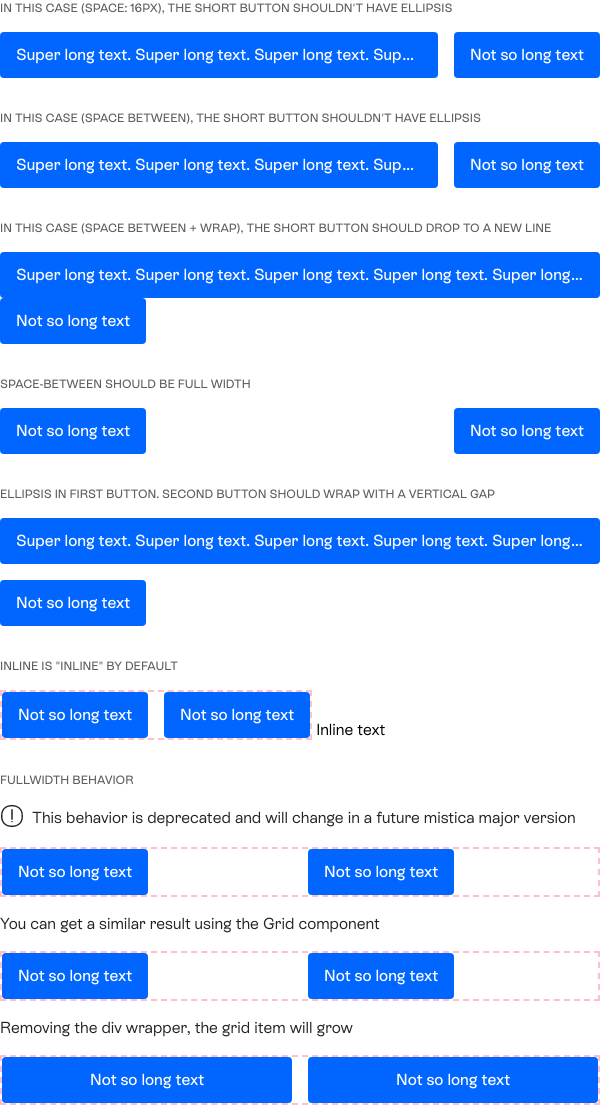 IN THIS CASE (SPACE: 16PX), THE SHORT BUTTON SHOULDN'T HAVE ELLIPSIS
Super long text. Super long text. Super long text. Sup... Not so long text
IN THIS CASE (SPACE BETWEEN), THE SHORT BUTTON SHOULDN'T HAVE ELLIPSIS
Super long text. Super long text. Super long text. Sup... Not so long text
IN THIS CASE (SPACE BETWEEN + WRAP), THE SHORT BUTTON SHOULD DROP TO A NEW LINE
Super long text. Super long text. Super long text. Super long text. Super long...
Not so long text
SPACE-BETWEEN SHOULD BE FULL WIDTH
Not so long text Not so long text
ELLIPSIS IN FIRST BUTTON. SECOND BUTTON SHOULD WRAP WITH A VERTICAL GAP
Super long text. Super long text. Super long text. Super long text. Super long...
Not so long text
INLINE IS "INLINE" BY DEFAULT
Not so long text Not so long text Inline text
FULLWIDTH BEHAVIOR
This behavior is deprecated and will change in a future mistica major version
Not so long text Not so long text
You can get a similar result using the Grid component
Not so long text Not so long text
Removing the div wrapper, the grid item will grow
Not so long text Not so long text